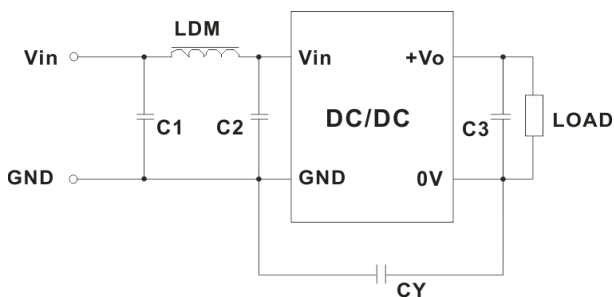 LDM
Vin
Vin
+Vo
C1
C2
DC/DC
C3
LOAD
GND
GND
0V
CY